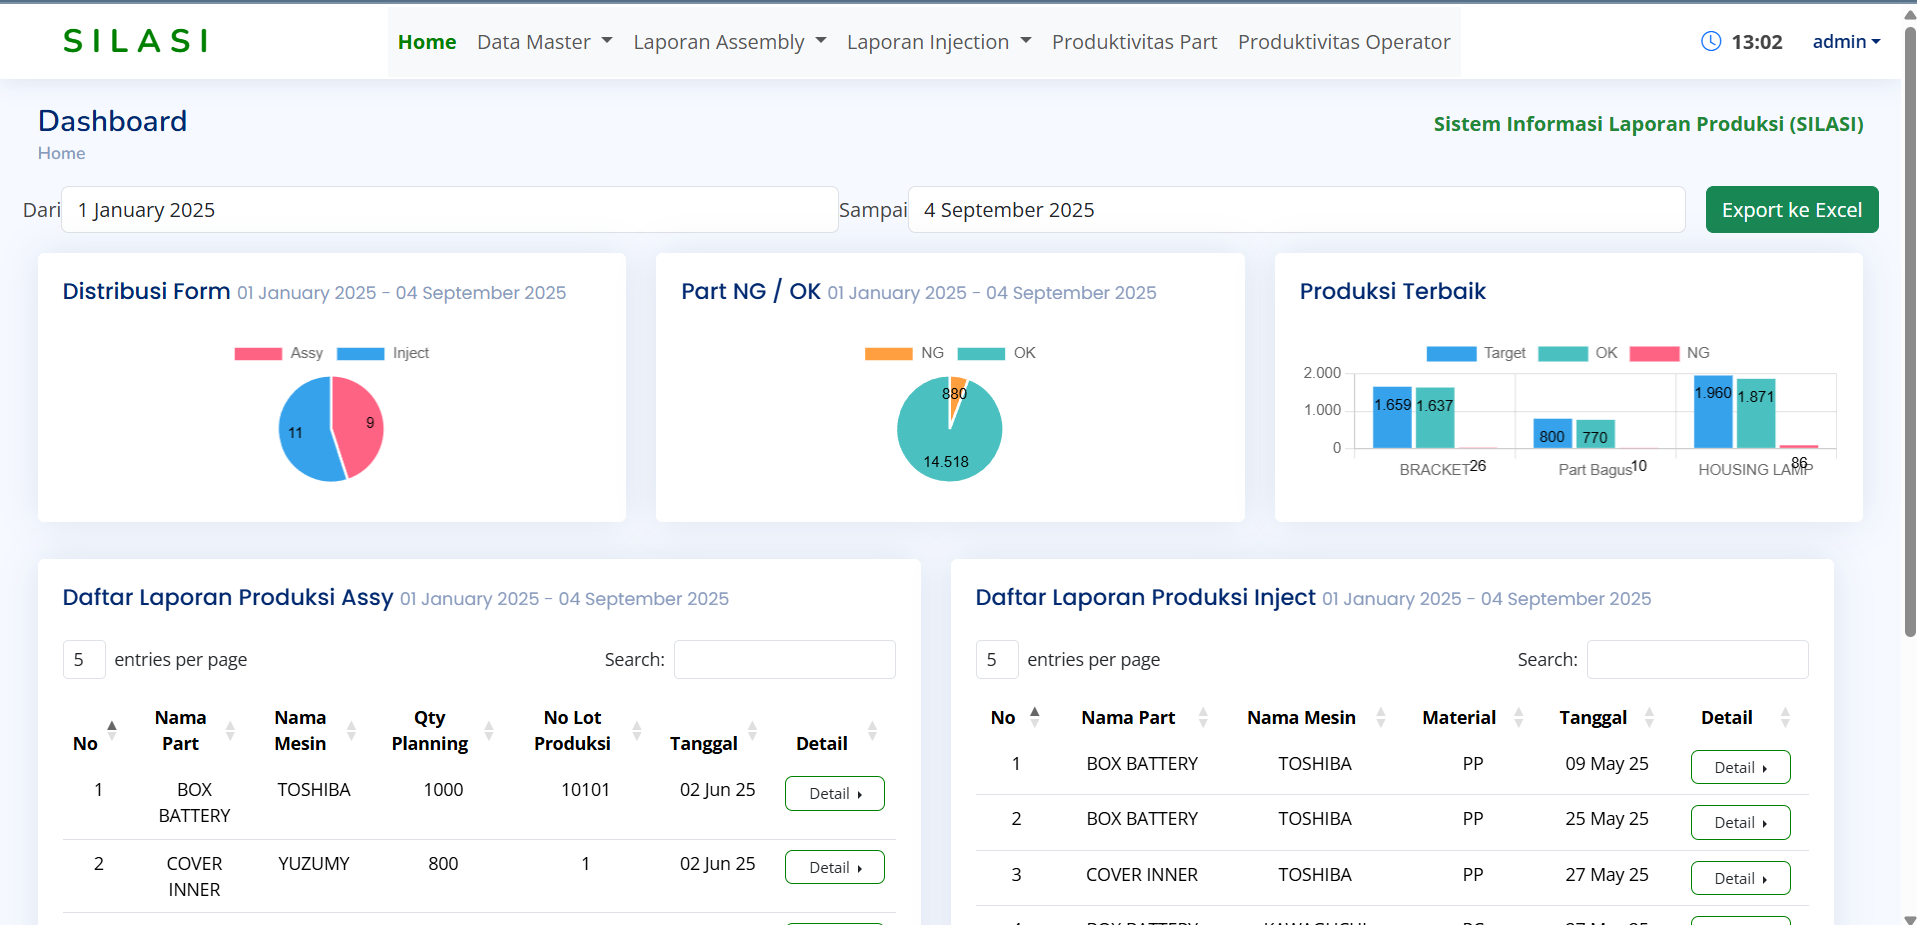 SILASI
Home Data Master Laporan Assembly Laporan Injection Produktivitas Part Produktivitas Operator
13:02 admin
Dashboard
Home
Sistem Informasi Laporan Produksi (SILASI)
Dari 1 January 2025 Sampai 4 September 2025 Export ke Excel
Distribusi Form 01 January 2025 - 04 September 2025
Assy Inject
11 9
Part NG / OK 01 January 2025 - 04 September 2025
NG OK
880
14.518
Produksi Terbaik
Target OK NG
2.000
1.000
0
1.659 1.637 26
800 770 10
1.960 1.871 86
BRACKET Part Bagus HOUSING LAMP
Daftar Laporan Produksi Assy 01 January 2025 - 04 September 2025
5 entries per page Search:
No Nama Part Nama Mesin Qty Planning No Lot Produksi Tanggal Detail
1 BOX BATTERY TOSHIBA 1000 10101 02 Jun 25 Detail
2 COVER INNER YUZUMY 800 1 02 Jun 25 Detail
Daftar Laporan Produksi Inject 01 January 2025 - 04 September 2025
5 entries per page Search:
No Nama Part Nama Mesin Material Tanggal Detail
1 BOX BATTERY TOSHIBA PP 09 May 25 Detail
2 BOX BATTERY TOSHIBA PP 25 May 25 Detail
3 COVER INNER TOSHIBA PP 27 May 25 Detail